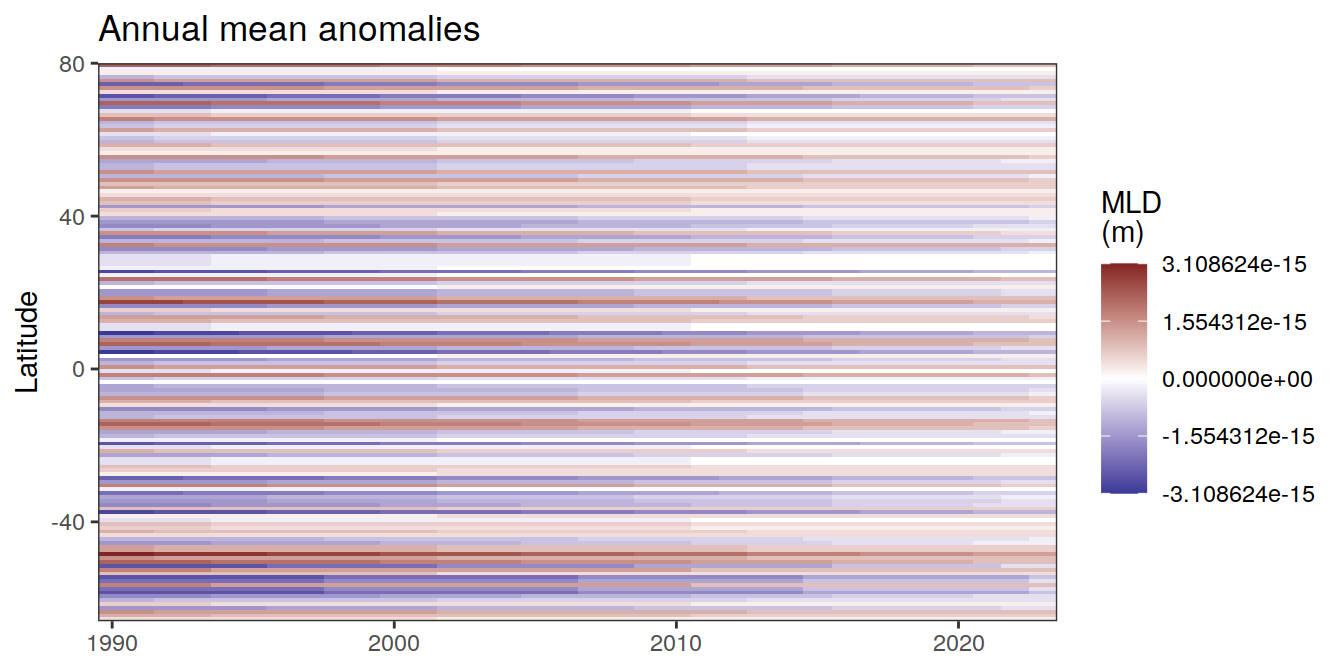 Annual mean anomalies
80
40
0
-40
Latitude
1990
2000
2010
2020
MLD
(m)
3.108624e-15
1.554312e-15
0.000000e+00
-1.554312e-15
-3.108624e-15